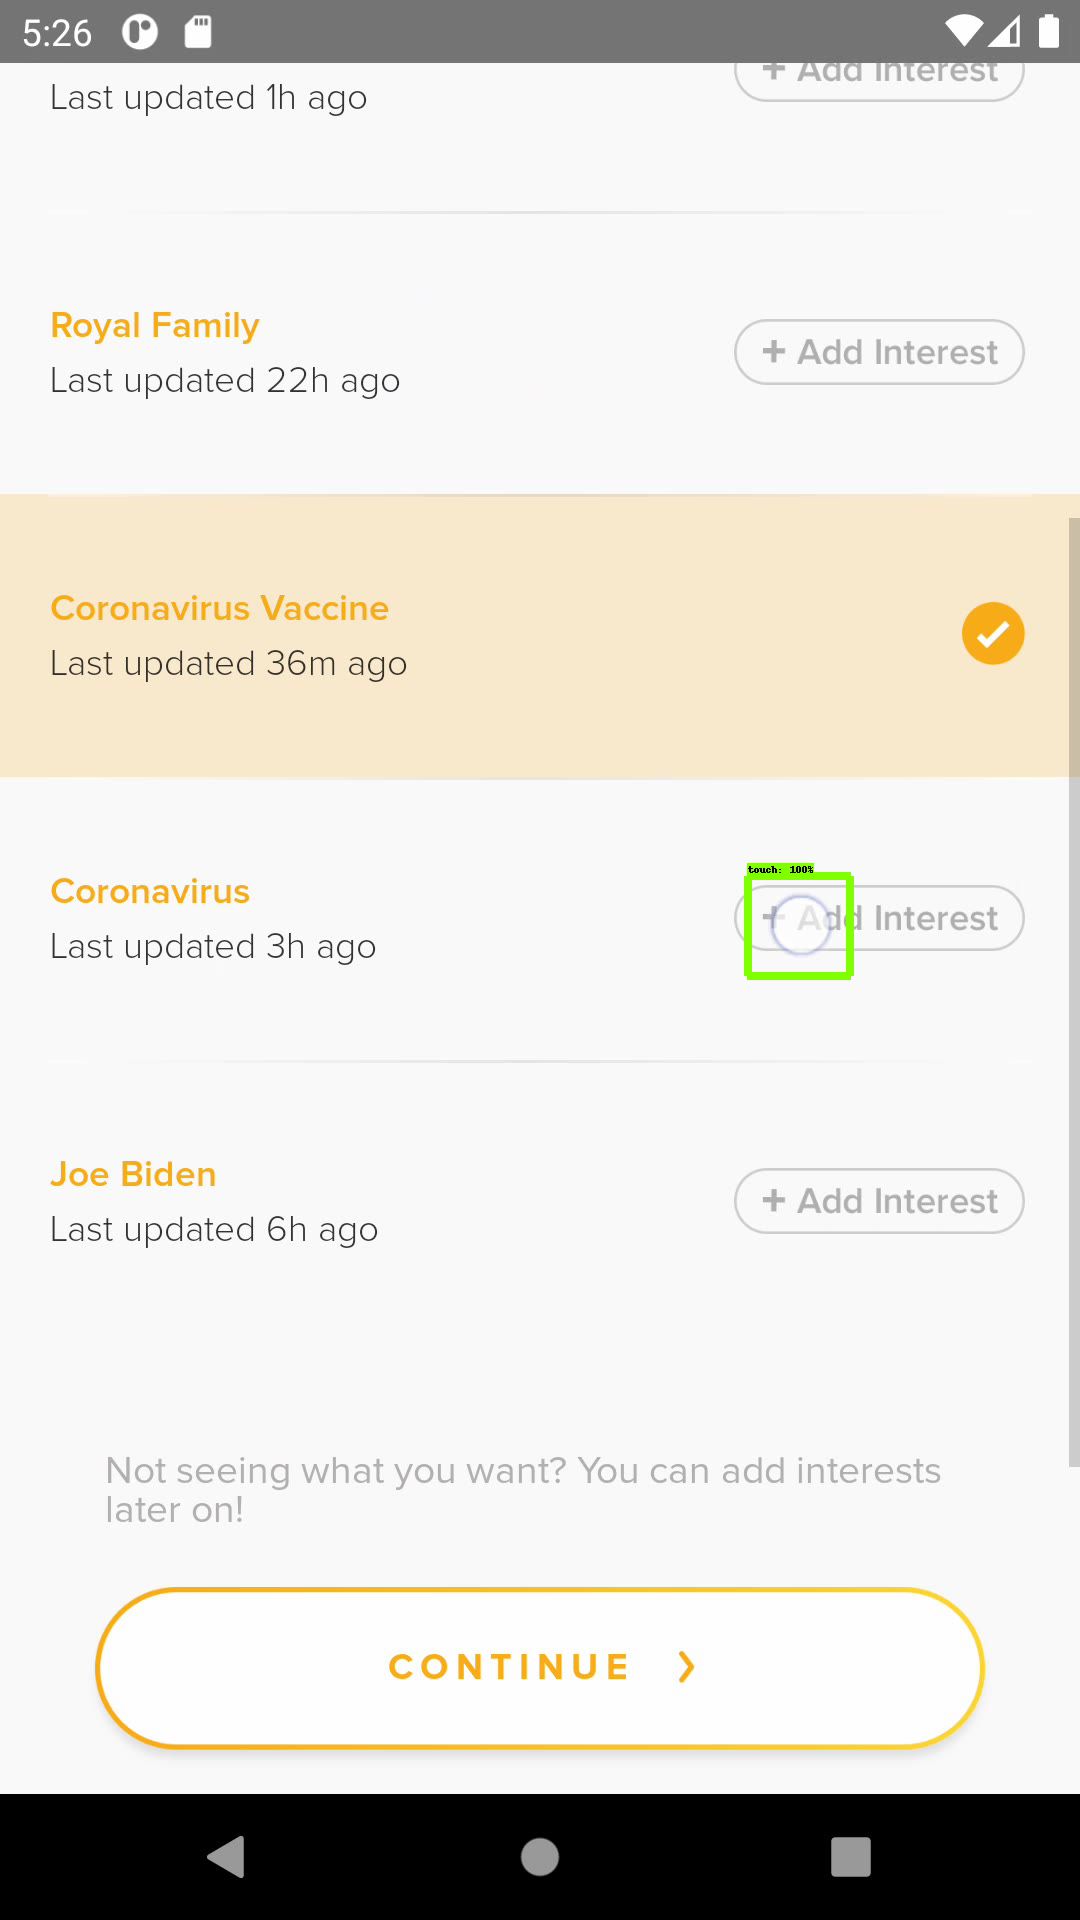 5:26
+ Add Interest
Last updated 1h ago
Royal Family
+ Add Interest
Last updated 22h ago
Coronavirus Vaccine
Last updated 36m ago
touch: 100%
Coronavirus
+ Add Interest
Last updated 3h ago
Joe Biden
+ Add Interest
Last updated 6h ago
Not seeing what you want? You can add interests
later on!
CONTINUE